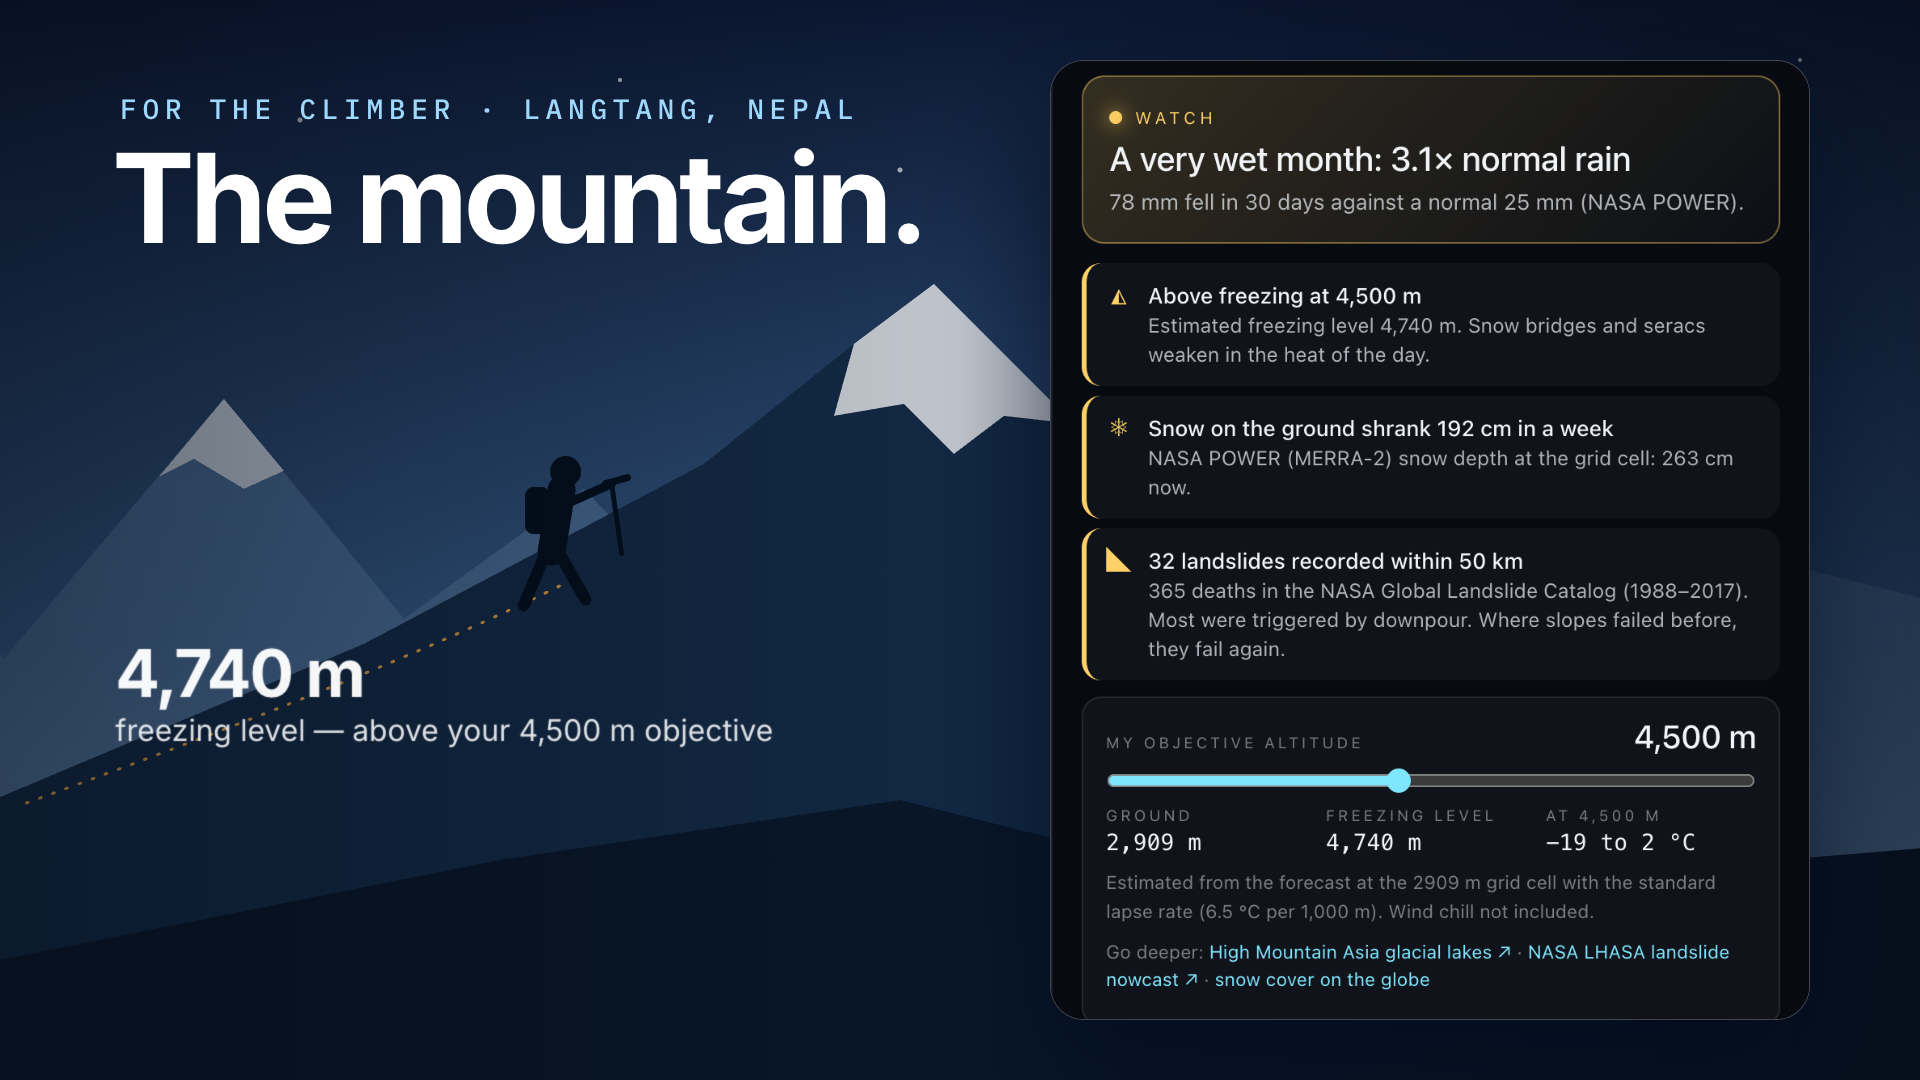 FOR THE CLIMBER · LANGTANG, NEPAL
The mountain.
4,740 m
freezing level — above your 4,500 m objective
WATCH
A very wet month: 3.1× normal rain
78 mm fell in 30 days against a normal 25 mm (NASA POWER).
Above freezing at 4,500 m
Estimated freezing level 4,740 m. Snow bridges and seracs
weaken in the heat of the day.
Snow on the ground shrank 192 cm in a week
NASA POWER (MERRA-2) snow depth at the grid cell: 263 cm
now.
32 landslides recorded within 50 km
365 deaths in the NASA Global Landslide Catalog (1988–2017).
Most were triggered by downpour. Where slopes failed before,
they fail again.
MY OBJECTIVE ALTITUDE 4,500 m
GROUND FREEZING LEVEL AT 4,500 M
2,909 m 4,740 m −19 to 2 °C
Estimated from the forecast at the 2909 m grid cell with the standard
lapse rate (6.5 °C per 1,000 m). Wind chill not included.
Go deeper: High Mountain Asia glacial lakes ↗ · NASA LHASA landslide
nowcast ↗ · snow cover on the globe